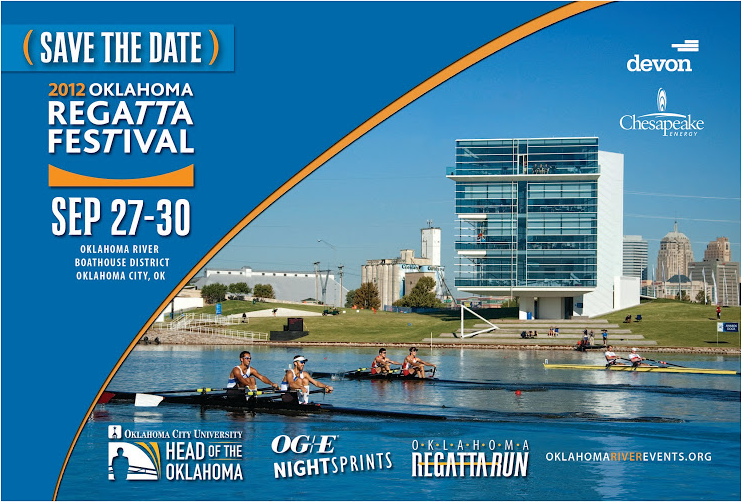 ( SAVE THE DATE )
2012 OKLAHOMA
REGATTA
FESTIVAL
SEP 27-30
OKLAHOMA RIVER
BOATHOUSE DISTRICT
OKLAHOMA CITY, OK
devon
Chesapeake
ENERGY
OKLAHOMA CITY UNIVERSITY
HEAD OF THE
OKLAHOMA
OG+E
NIGHTSPRINTS
O•K•L•A•H•O•M•A
REGATTA RUN
OKLAHOMARIVEREVENTS.ORG